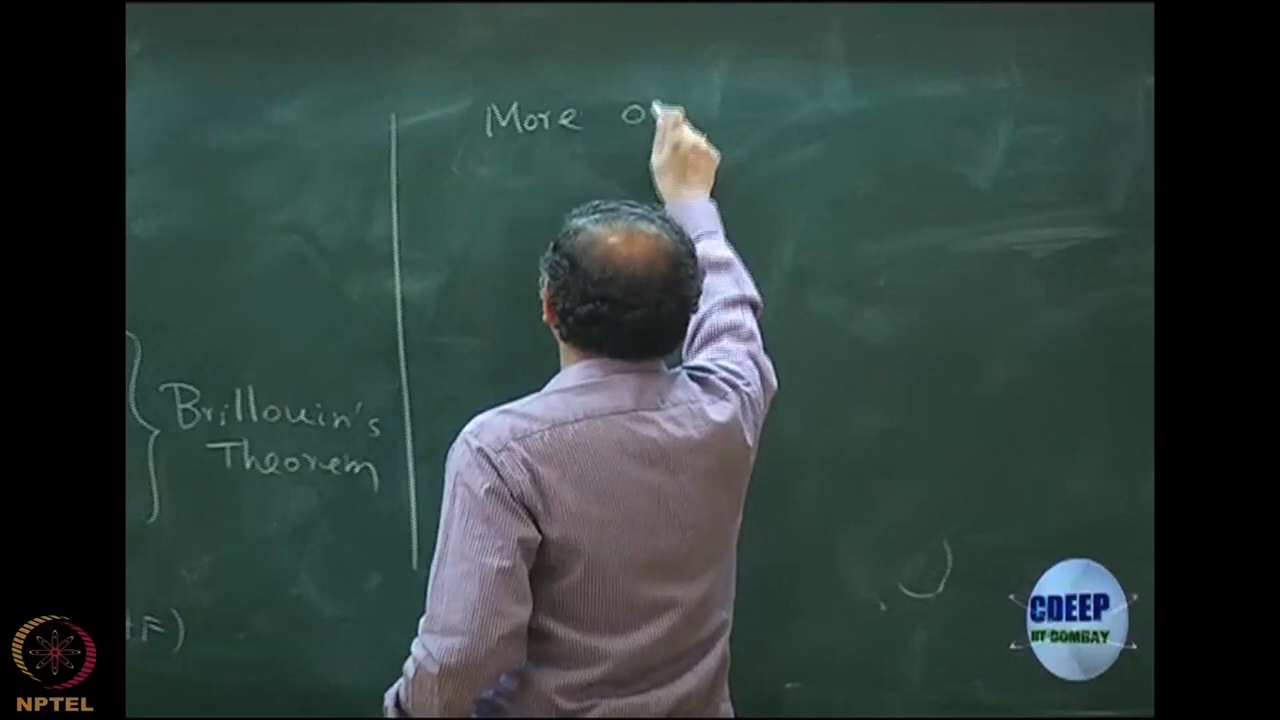 More o
Brillouin's
Theorem
F)
CDEEP
IIT BOMBAY
NPTEL